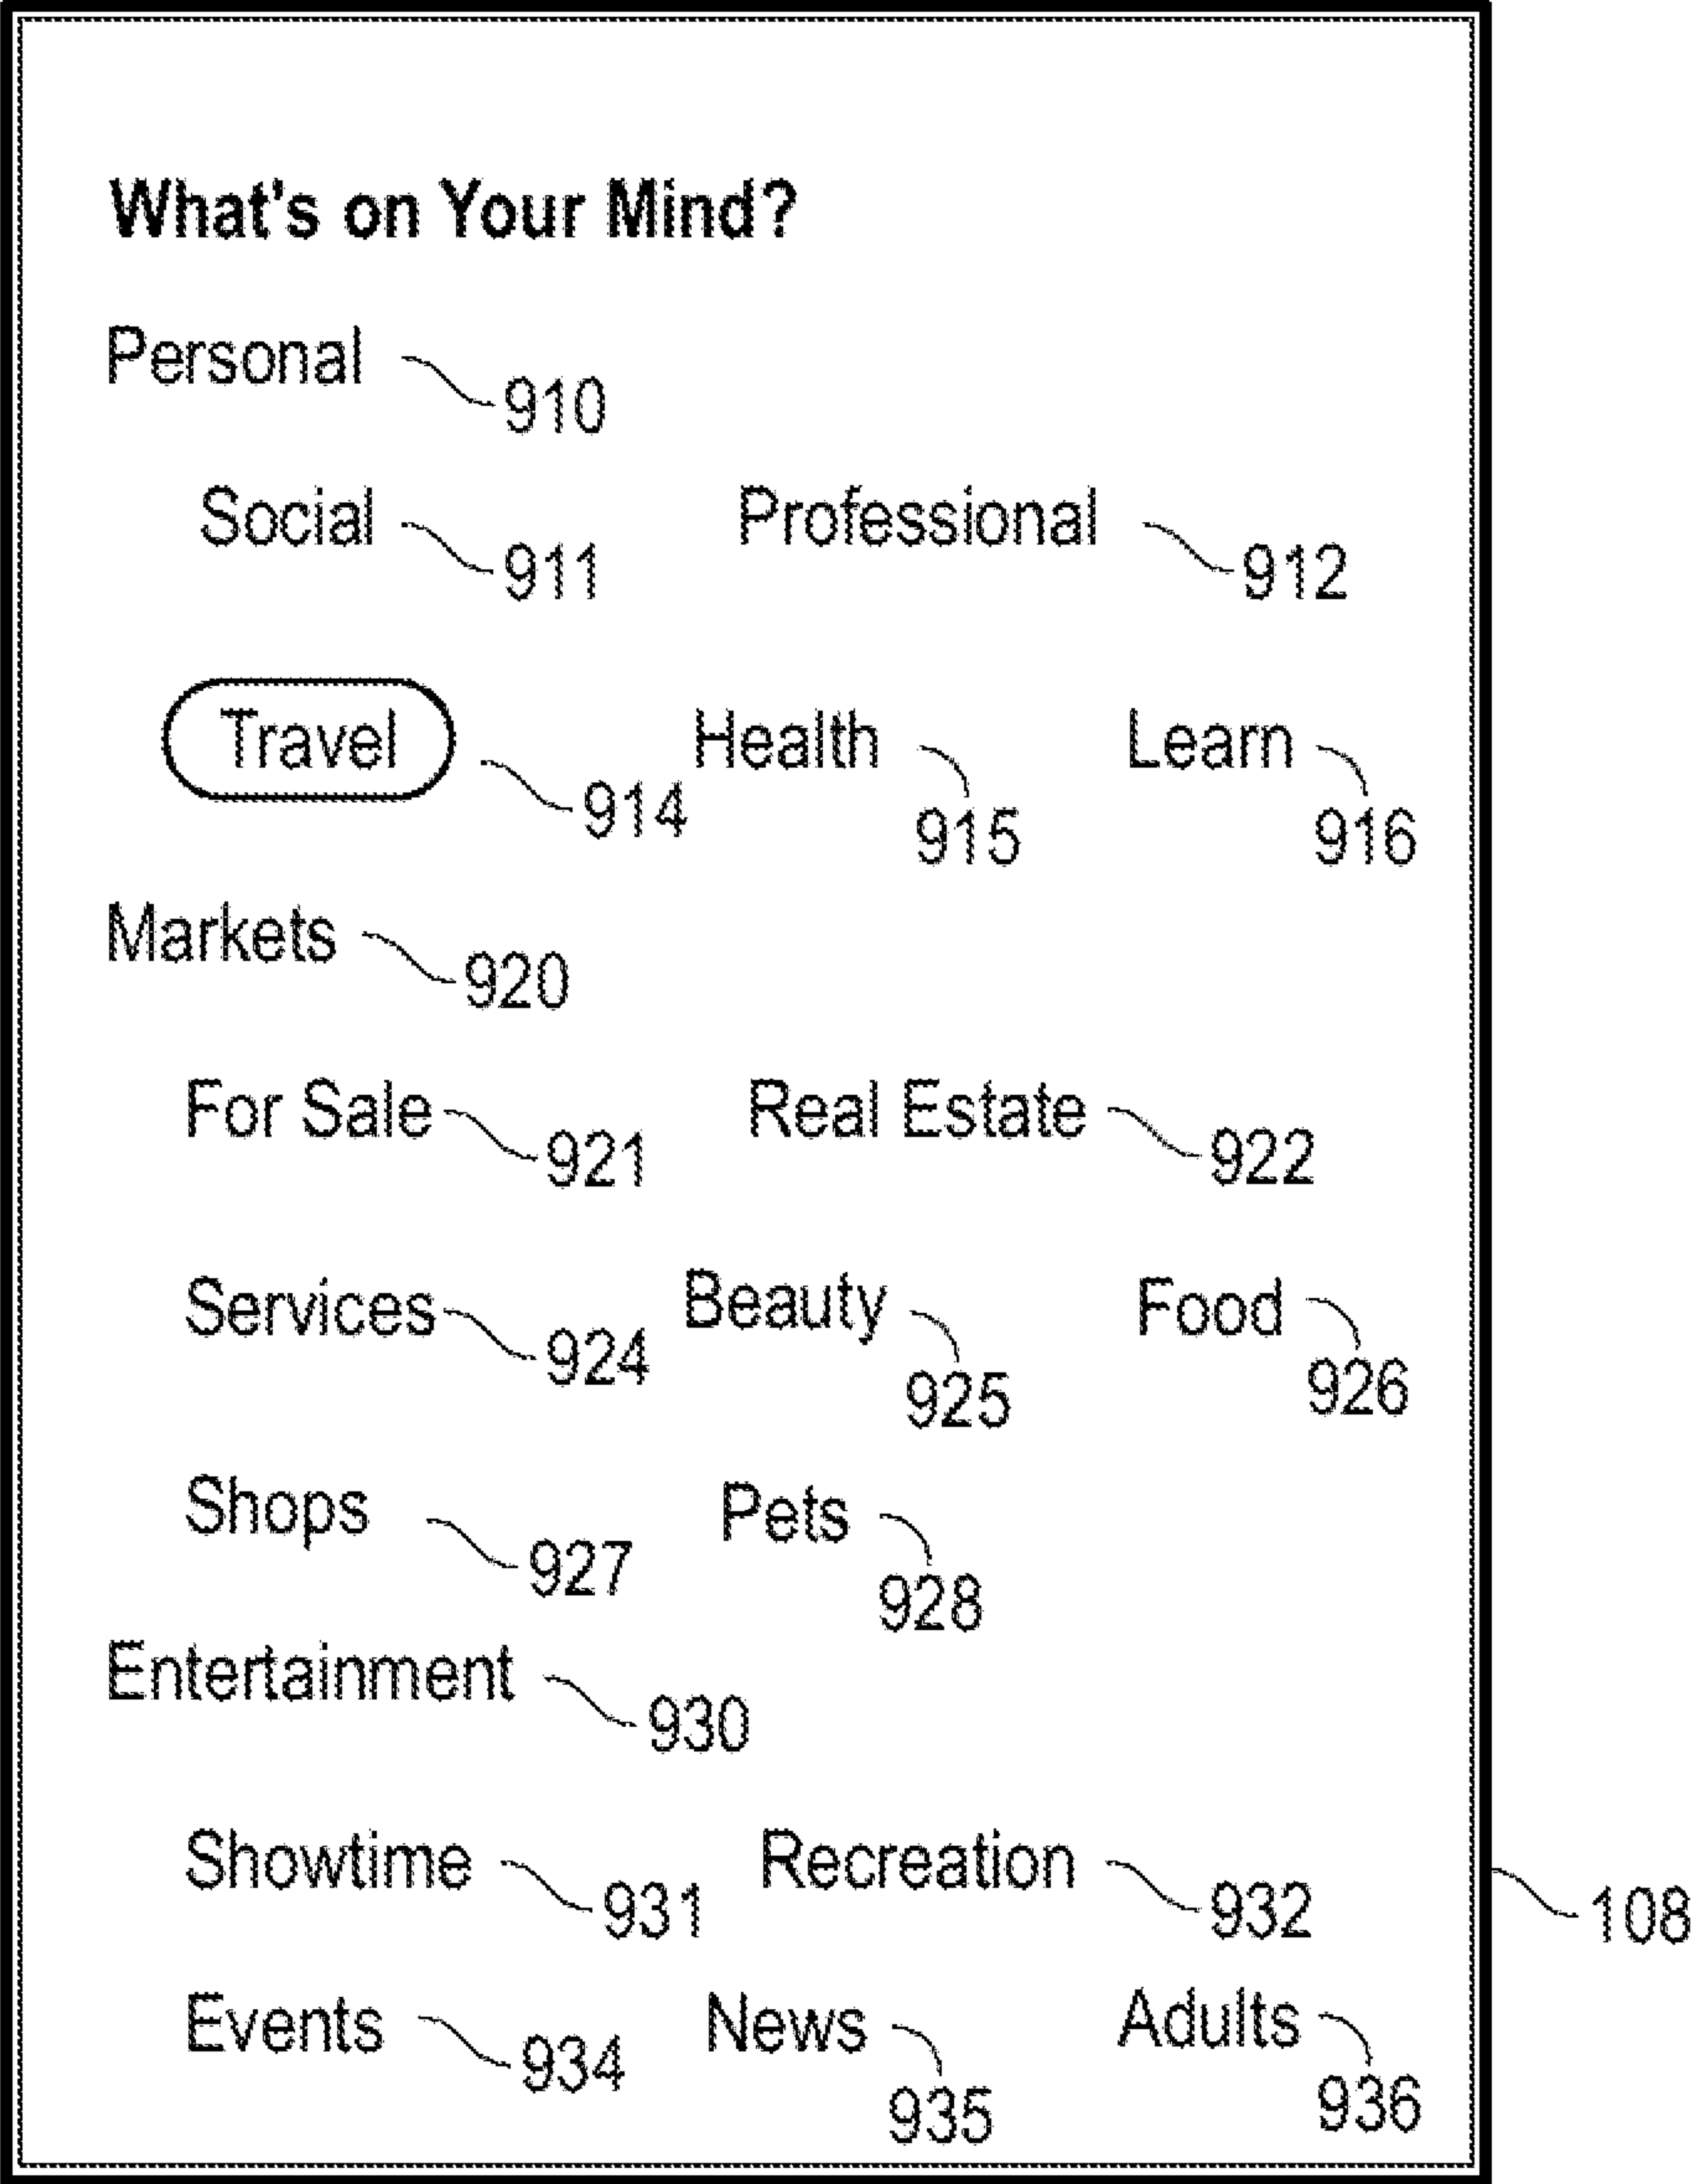 What's on Your Mind?
Personal
910
Social Professional
911 912
Travel Health Learn
914 915 916
Markets
920
For Sale Real Estate
921 922
Services Beauty Food
924 925 926
Shops Pets
927 928
Entertainment
930
Showtime Recreation
931 932 108
Events News Adults
934 935 936